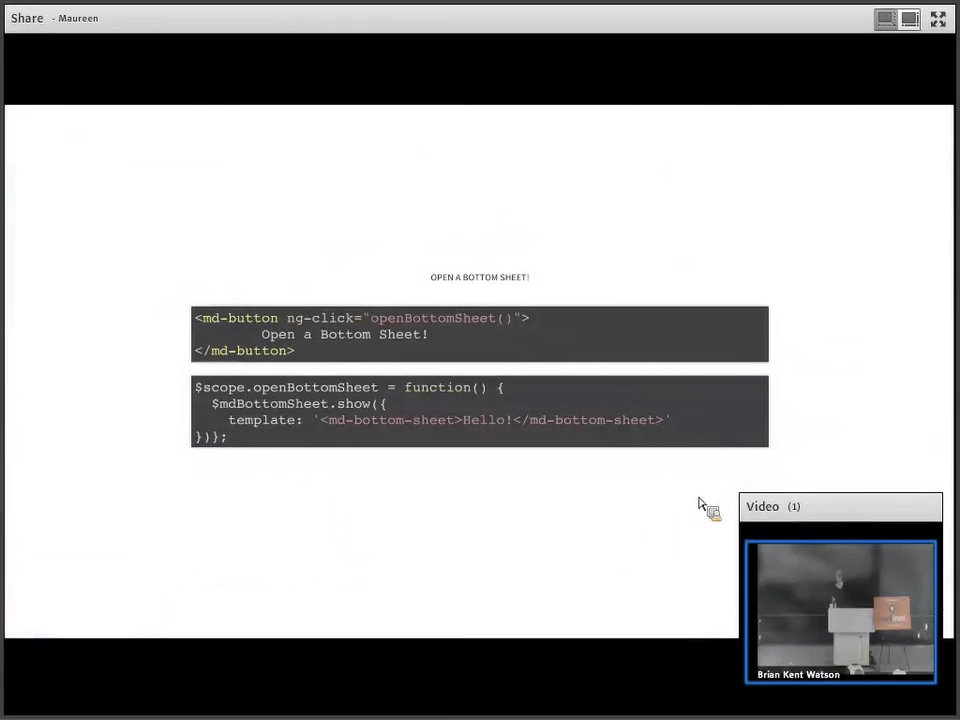 Share - Maureen
OPEN A BOTTOM SHEET!
<md-button ng-click="openBottomSheet()">
Open a Bottom Sheet!
</md-button>
$scope.openBottomSheet = function() {
$mdBottomSheet.show({
template: '<md-bottom-sheet>Hello!</md-bottom-sheet>'
})};
Video (1)
Brian Kent Watson